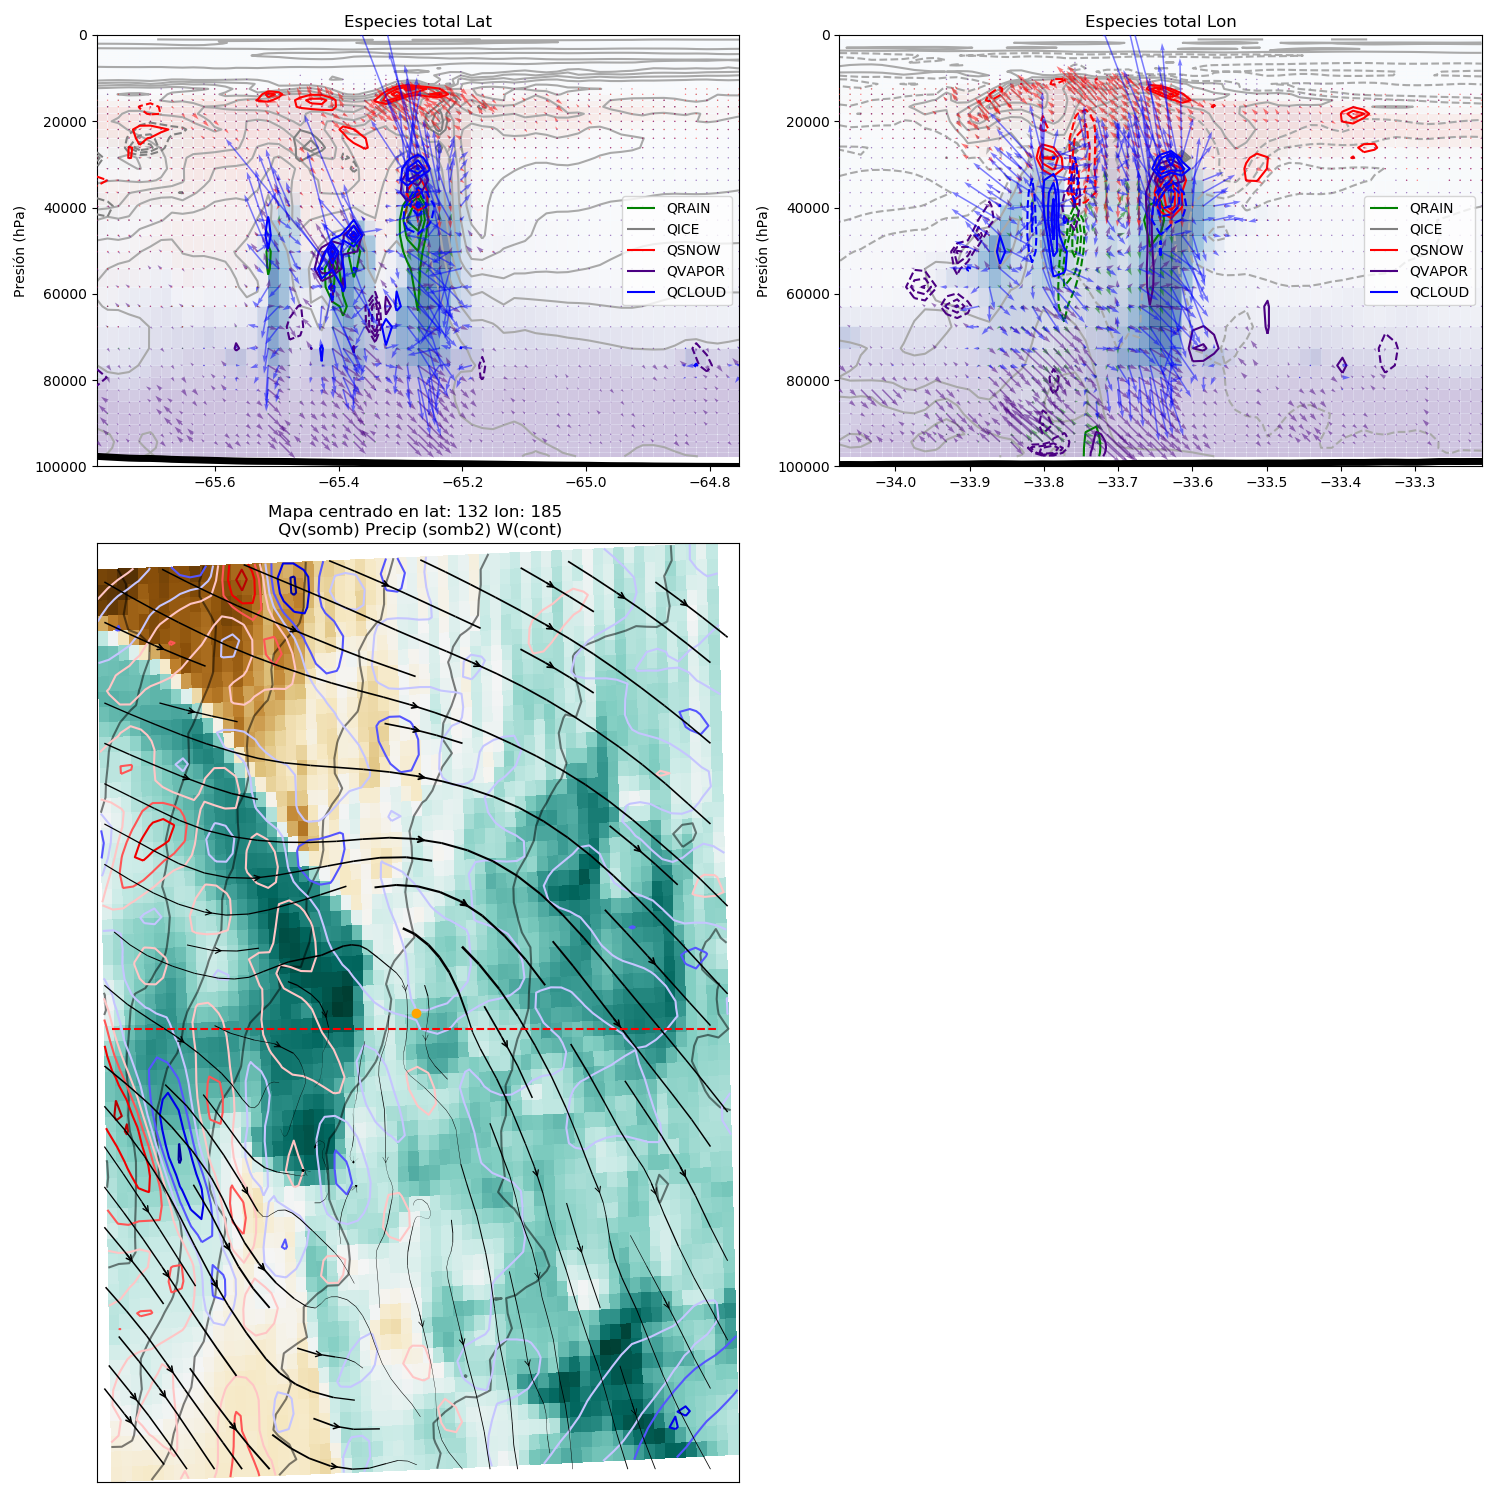 Especies total Lat
Presión (hPa)
0
20000
40000
60000
80000
100000
−65.6
−65.4
−65.2
−65.0
−64.8
QRAIN
QICE
QSNOW
QVAPOR
QCLOUD
Especies total Lon
Presión (hPa)
0
20000
40000
60000
80000
100000
−34.0
−33.9
−33.8
−33.7
−33.6
−33.5
−33.4
−33.3
QRAIN
QICE
QSNOW
QVAPOR
QCLOUD
Mapa centrado en lat: 132 lon: 185
Qv(somb) Precip (somb2) W(cont)